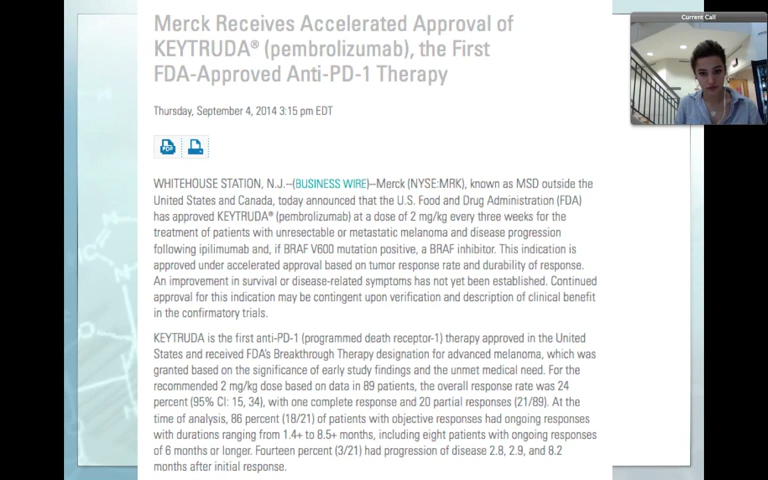 Merck Receives Accelerated Approval of
KEYTRUDA® (pembrolizumab), the First
FDA-Approved Anti-PD-1 Therapy
Thursday, September 4, 2014 3:15 pm EDT
PDF
WHITEHOUSE STATION, N.J.--(BUSINESS WIRE)--Merck (NYSE:MRK), known as MSD outside the
United States and Canada, today announced that the U.S. Food and Drug Administration (FDA)
has approved KEYTRUDA® (pembrolizumab) at a dose of 2 mg/kg every three weeks for the
treatment of patients with unresectable or metastatic melanoma and disease progression
following ipilimumab and, if BRAF V600 mutation positive, a BRAF inhibitor. This indication is
approved under accelerated approval based on tumor response rate and durability of response.
An improvement in survival or disease-related symptoms has not yet been established. Continued
approval for this indication may be contingent upon verification and description of clinical benefit
in the confirmatory trials.
KEYTRUDA is the first anti-PD-1 (programmed death receptor-1) therapy approved in the United
States and received FDA's Breakthrough Therapy designation for advanced melanoma, which was
granted based on the significance of early study findings and the unmet medical need. For the
recommended 2 mg/kg dose based on data in 89 patients, the overall response rate was 24
percent (95% CI: 15, 34), with one complete response and 20 partial responses (21/89). At the
time of analysis, 86 percent (18/21) of patients with objective responses had ongoing responses
with durations ranging from 1.4+ to 8.5+ months, including eight patients with ongoing responses
of 6 months or longer. Fourteen percent (3/21) had progression of disease 2.8, 2.9, and 8.2
months after initial response.
Current Call